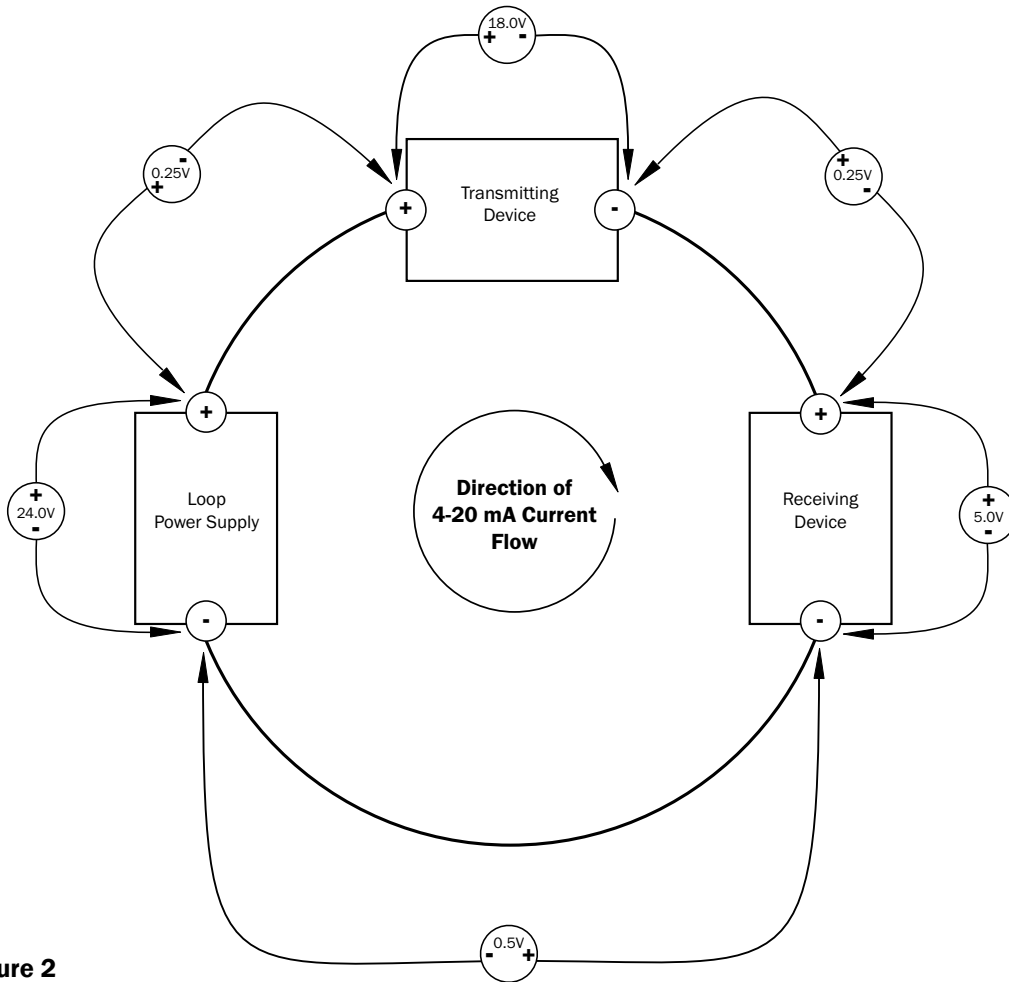 18.0V
+ -
-
0.25V
+
+
0.25V
-
Transmitting
Device
+
-
+
+
+
24.0V
-
Loop
Power Supply
Direction of
4-20 mA Current
Flow
Receiving
Device
+
5.0V
-
-
-
0.5V
- +
ure 2